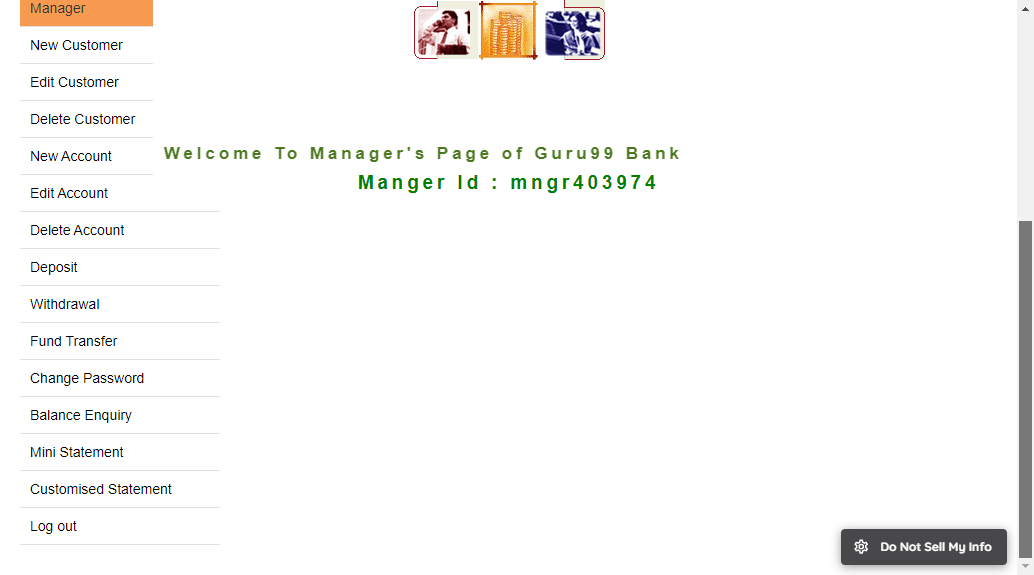 Manager
New Customer
Edit Customer
Delete Customer
New Account
Edit Account
Delete Account
Deposit
Withdrawal
Fund Transfer
Change Password
Balance Enquiry
Mini Statement
Customised Statement
Log out
Welcome To Manager's Page of Guru99 Bank
Manger Id : mngr403974
Do Not Sell My Info